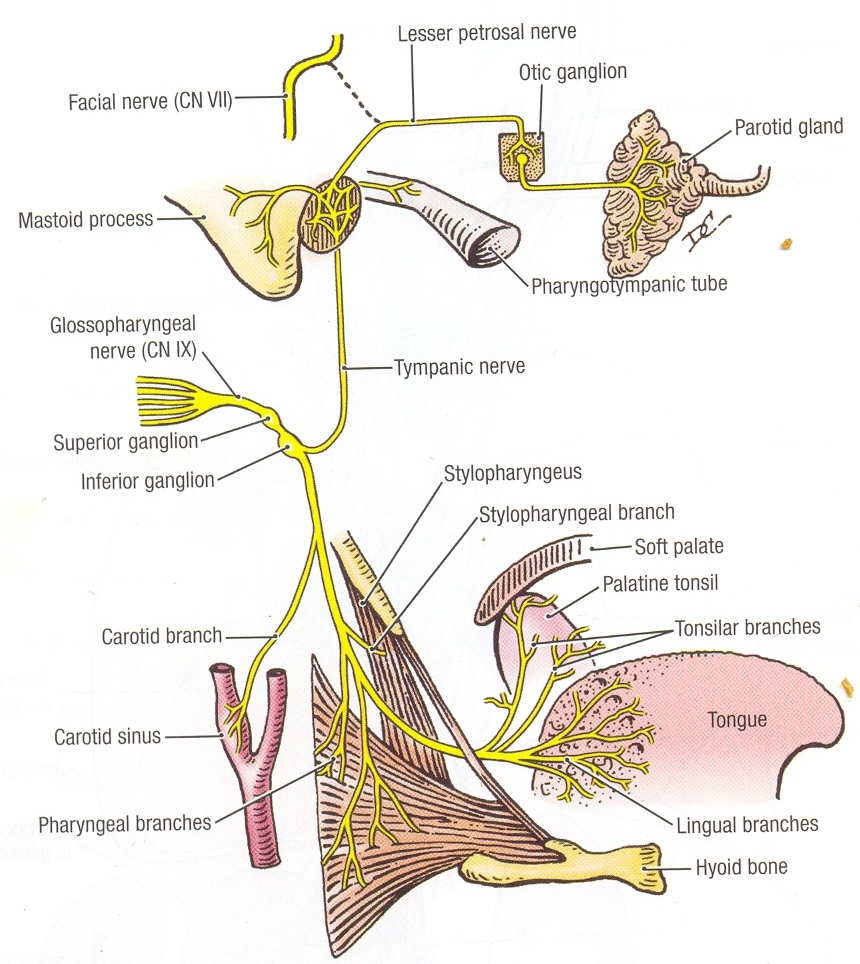 Lesser petrosal nerve
Otic ganglion
Facial nerve (CN VII)
Parotid gland
Mastoid process
Pharyngotympanic tube
Glossopharyngeal
nerve (CN IX)
Tympanic nerve
Superior ganglion
Inferior ganglion
Stylopharyngeus
Stylopharyngeal branch
Soft palate
Palatine tonsil
Tonsilar branches
Carotid branch
Tongue
Carotid sinus
Pharyngeal branches
Lingual branches
Hyoid bone